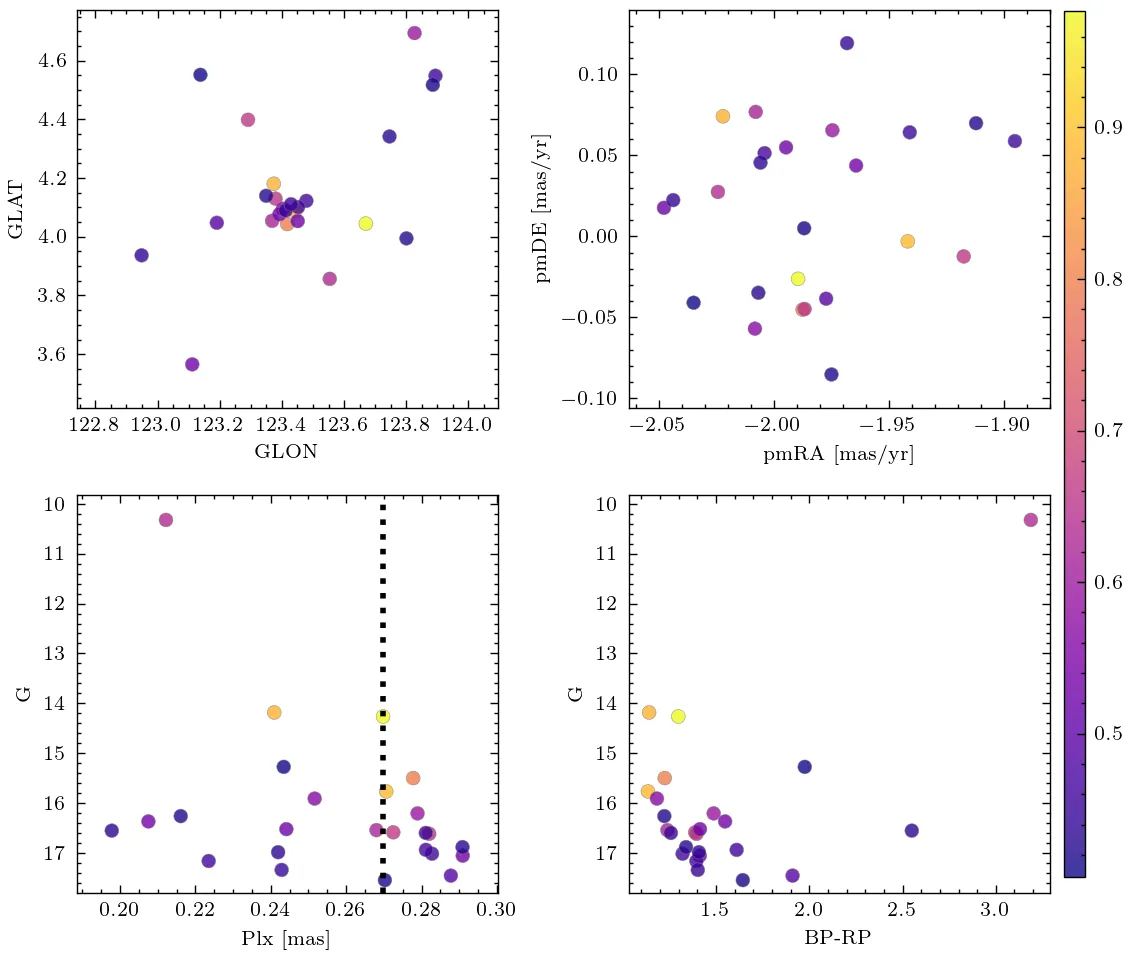 4.6
4.4
4.2
4.0
3.8
3.6
GLAT
122.8 123.0 123.2 123.4 123.6 123.8 124.0
GLON
0.10
0.05
0.00
−0.05
−0.10
pmDE [mas/yr]
−2.05 −2.00 −1.95 −1.90
pmRA [mas/yr]
0.9
0.8
0.7
0.6
0.5
10
11
12
13
14
15
16
17
G
0.20 0.22 0.24 0.26 0.28 0.30
Plx [mas]
10
11
12
13
14
15
16
17
G
1.5 2.0 2.5 3.0
BP-RP